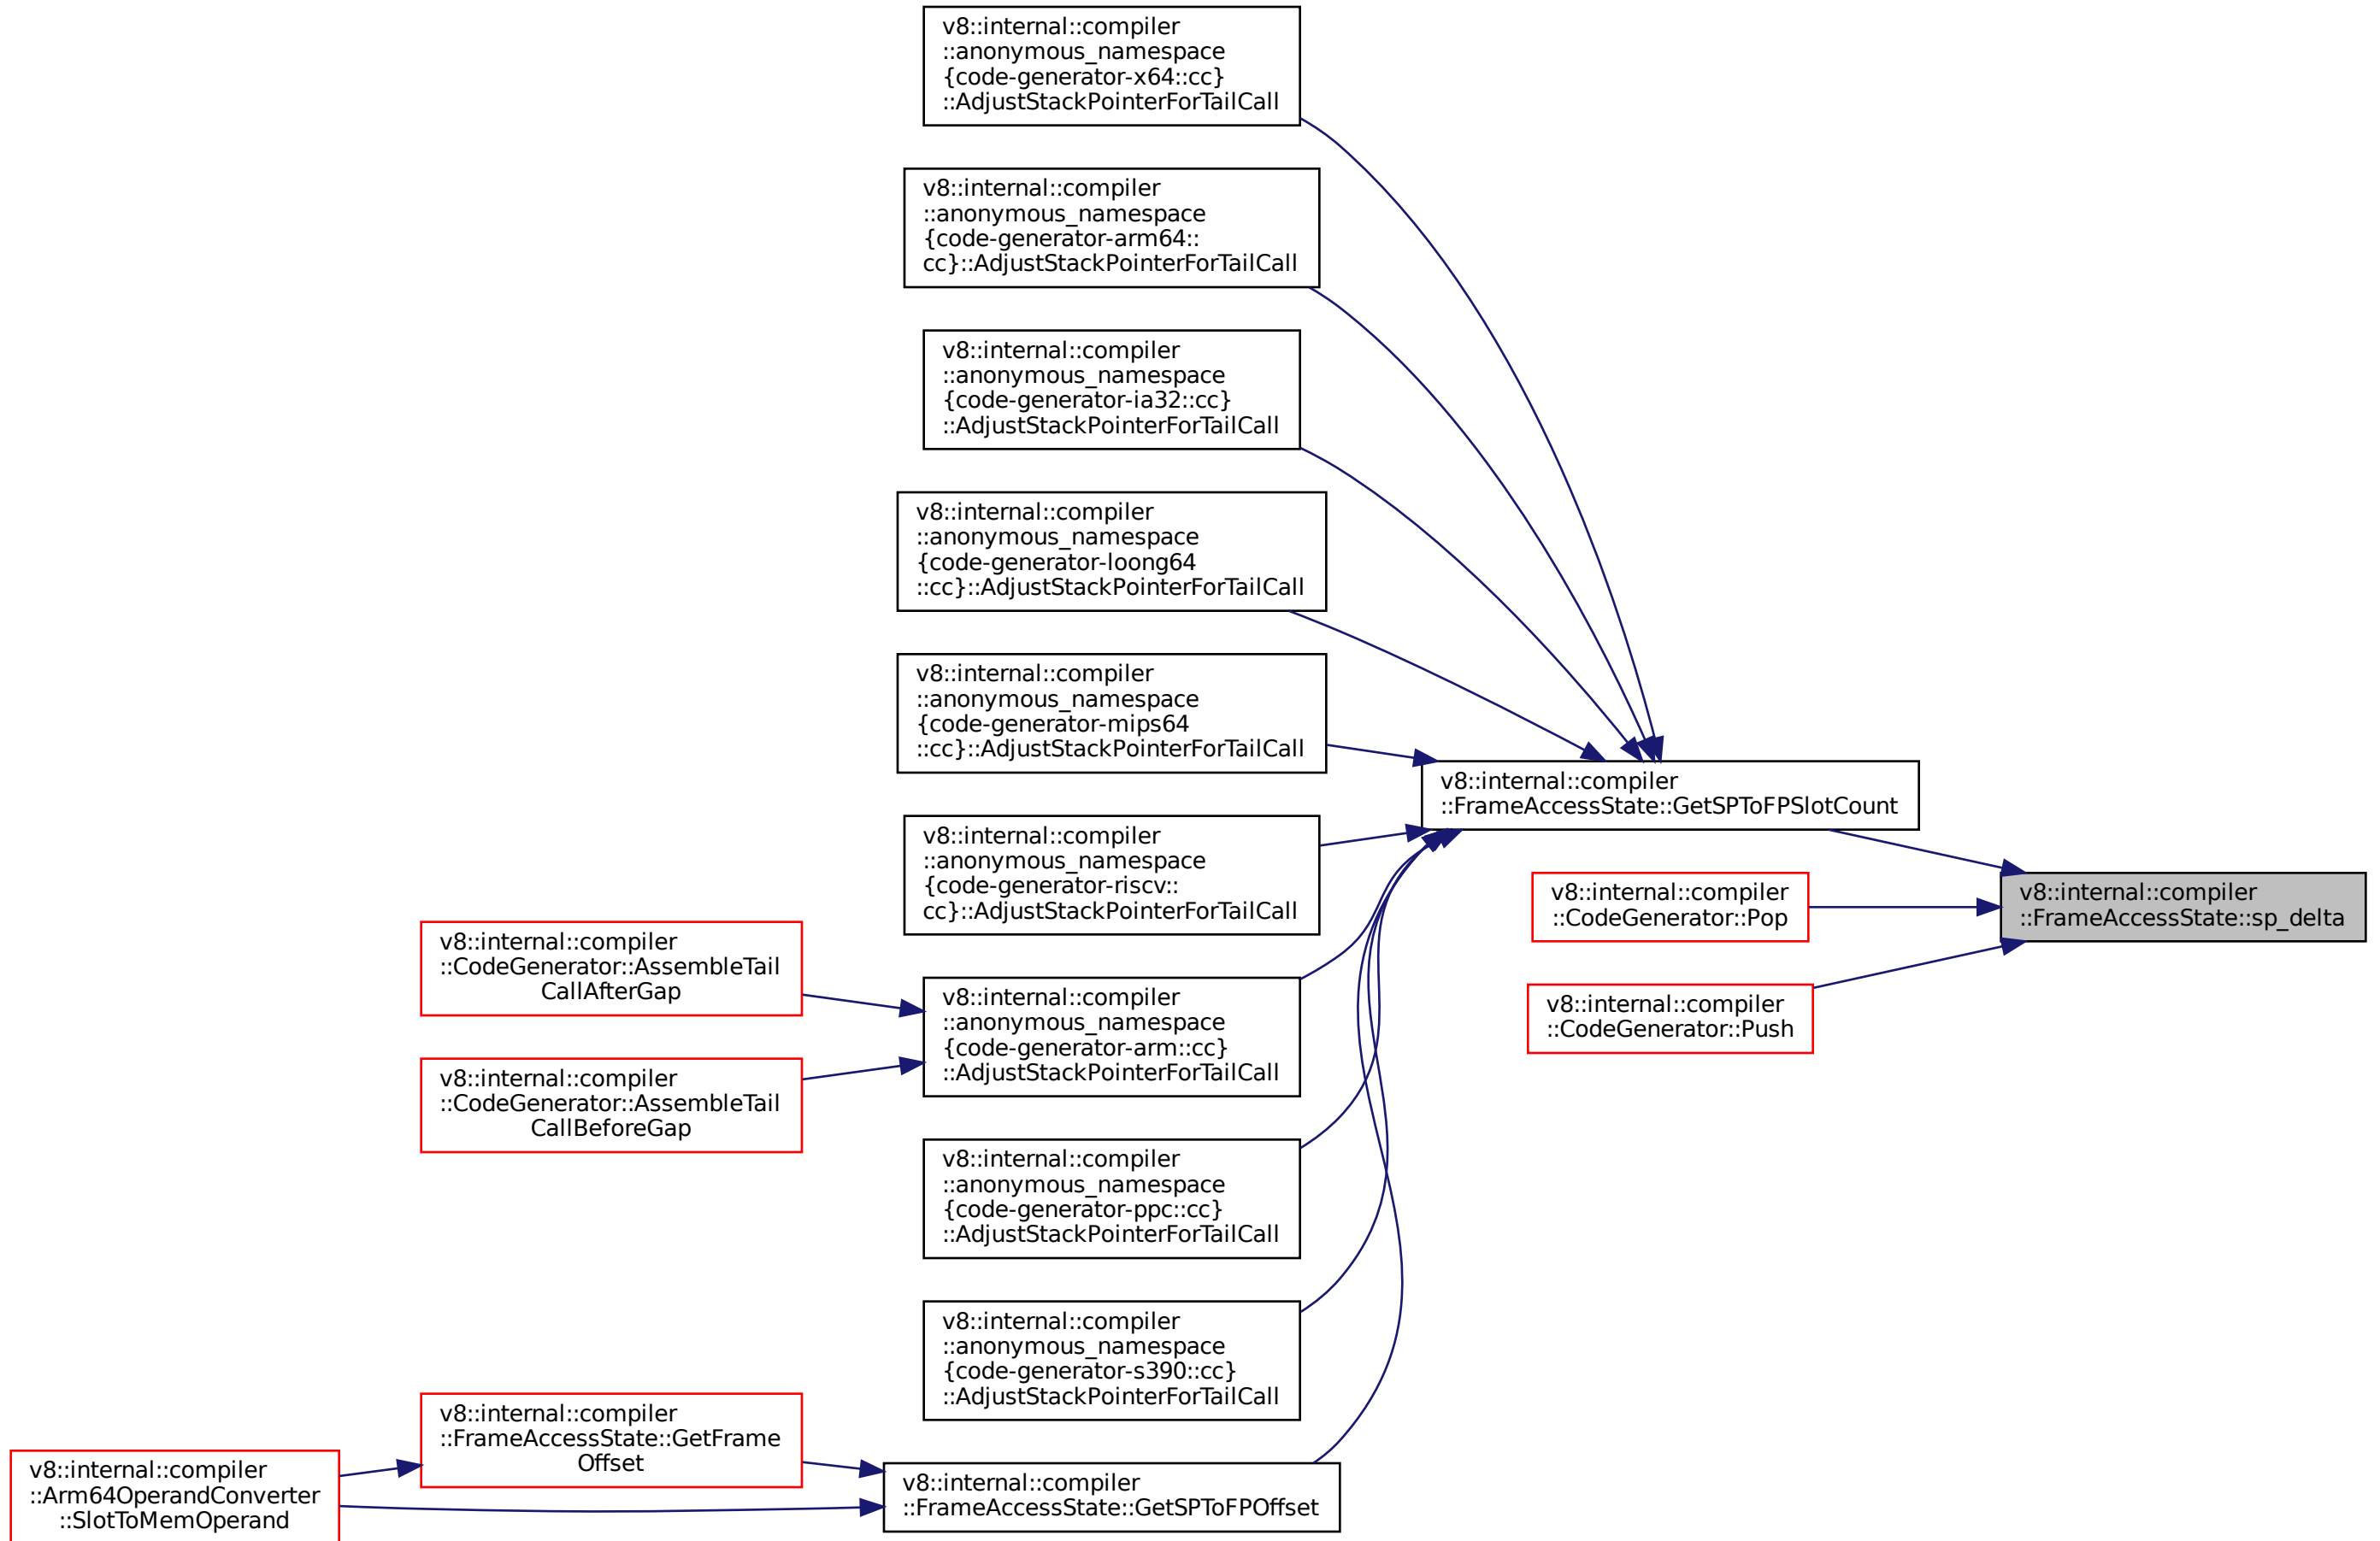 v8::internal::compiler
::anonymous_namespace
{code-generator-x64::cc}
::AdjustStackPointerForTailCall
v8::internal::compiler
::anonymous_namespace
{code-generator-arm64::
cc}::AdjustStackPointerForTailCall
v8::internal::compiler
::anonymous_namespace
{code-generator-ia32::cc}
::AdjustStackPointerForTailCall
v8::internal::compiler
::anonymous_namespace
{code-generator-loong64
::cc}::AdjustStackPointerForTailCall
v8::internal::compiler
::anonymous_namespace
{code-generator-mips64
::cc}::AdjustStackPointerForTailCall
v8::internal::compiler
::FrameAccessState::GetSPToFPSlotCount
v8::internal::compiler
::anonymous_namespace
{code-generator-riscv::
cc}::AdjustStackPointerForTailCall
v8::internal::compiler
::CodeGenerator::Pop
v8::internal::compiler
::FrameAccessState::sp_delta
v8::internal::compiler
::CodeGenerator::Push
v8::internal::compiler
::CodeGenerator::AssembleTail
CallAfterGap
v8::internal::compiler
::anonymous_namespace
{code-generator-arm::cc}
::AdjustStackPointerForTailCall
v8::internal::compiler
::CodeGenerator::AssembleTail
CallBeforeGap
v8::internal::compiler
::anonymous_namespace
{code-generator-ppc::cc}
::AdjustStackPointerForTailCall
v8::internal::compiler
::anonymous_namespace
{code-generator-s390::cc}
::AdjustStackPointerForTailCall
v8::internal::compiler
::FrameAccessState::GetFrame
Offset
v8::internal::compiler
::Arm64OperandConverter
::SlotToMemOperand
v8::internal::compiler
::FrameAccessState::GetSPToFPOffset